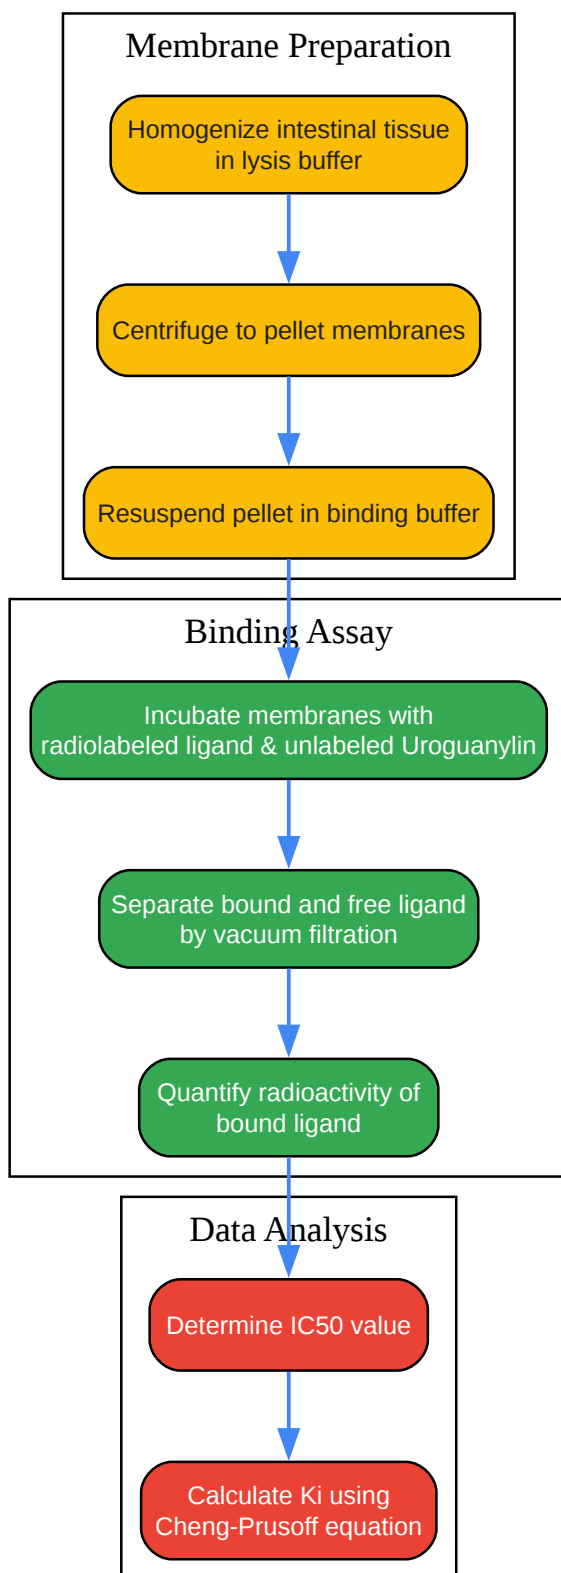 Membrane Preparation
Homogenize intestinal tissue
in lysis buffer
Centrifuge to pellet membranes
Resuspend pellet in binding buffer
Binding Assay
Incubate membranes with
radiolabeled ligand & unlabeled Uroguanylin
Separate bound and free ligand
by vacuum filtration
Quantify radioactivity of
bound ligand
Data Analysis
Determine IC50 value
Calculate Ki using
Cheng-Prusoff equation